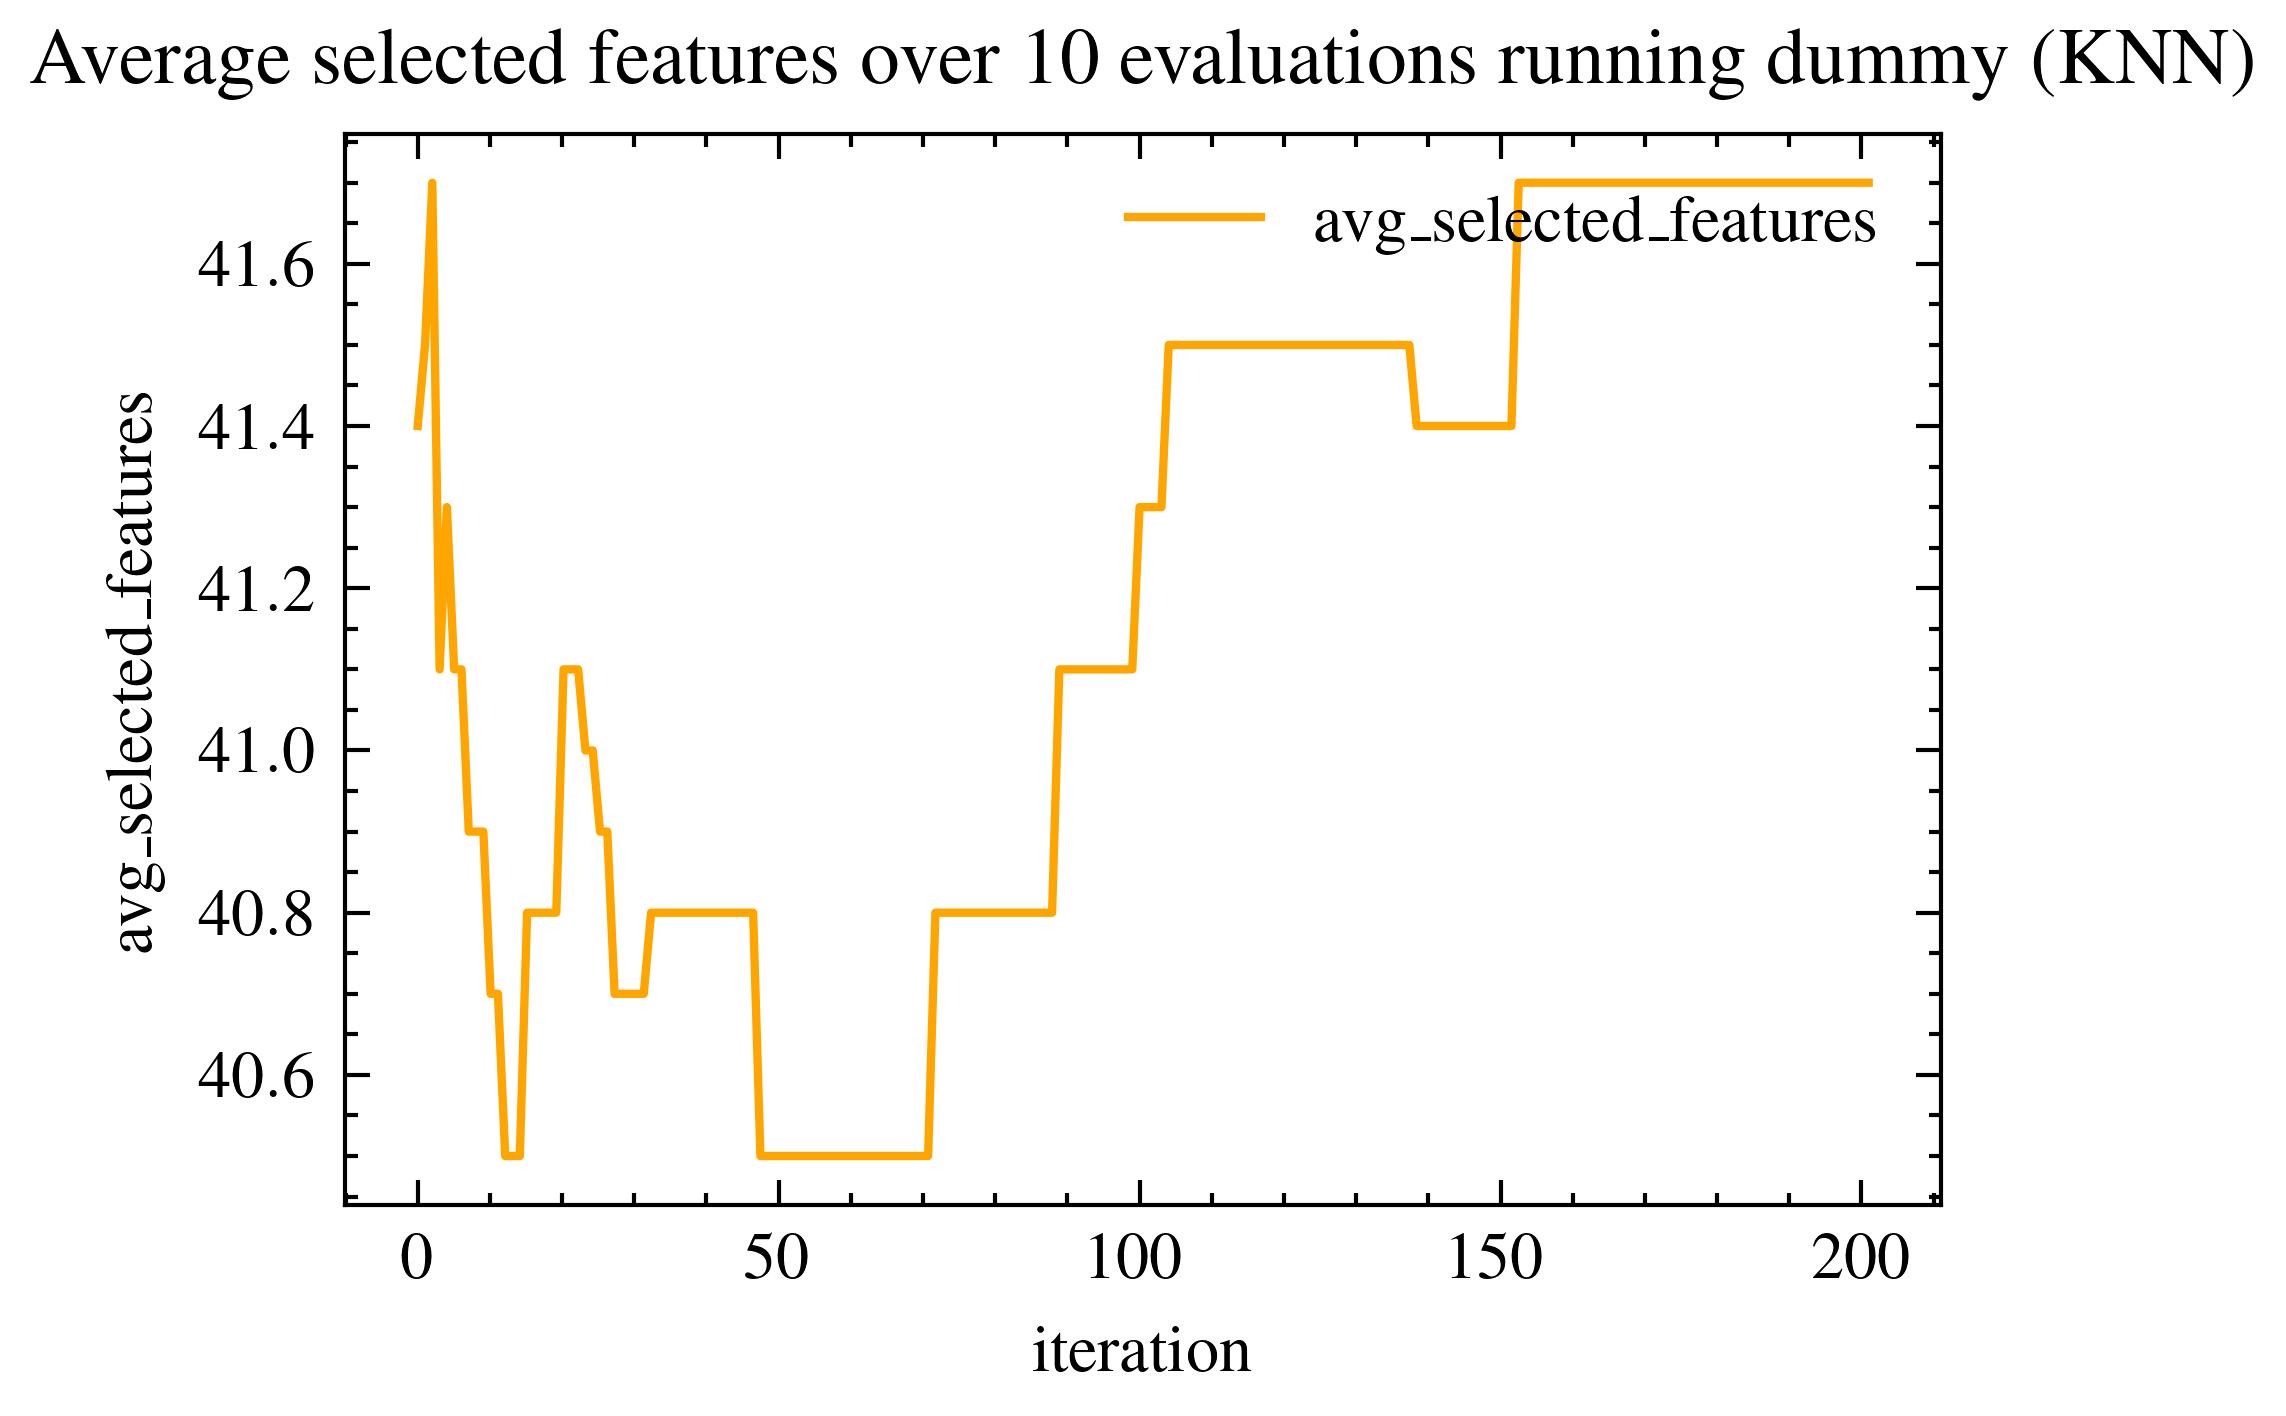 Average selected features over 10 evaluations running dummy (KNN)
avg_selected_features
41.6
41.4
41.2
41.0
40.8
40.6
avg_selected_features
0 50 100 150 200
iteration